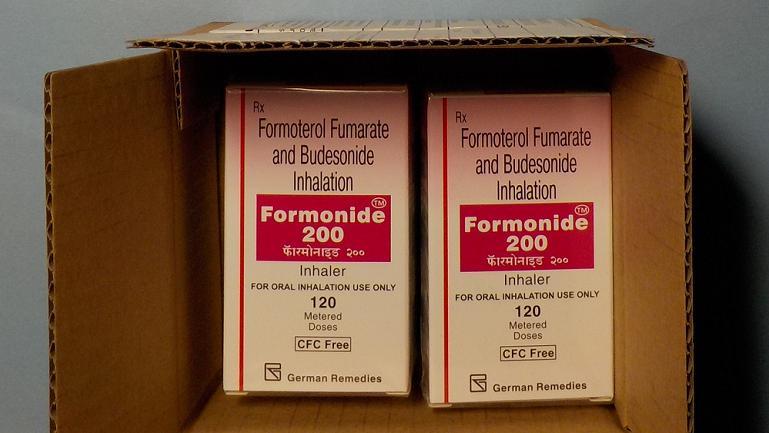 Rx
Formoterol Fumarate
and Budesonide
Inhalation
Formonide™
200
फॅारमोनाइड २००
Inhaler
FOR ORAL INHALATION USE ONLY
120
Metered
Doses
CFC Free
German Remedies
Rx
Formoterol Fumarate
and Budesonide
Inhalation
Formonide™
200
फॅारमोनाइड २००
Inhaler
FOR ORAL INHALATION USE ONLY
120
Metered
Doses
CFC Free
German Remedies